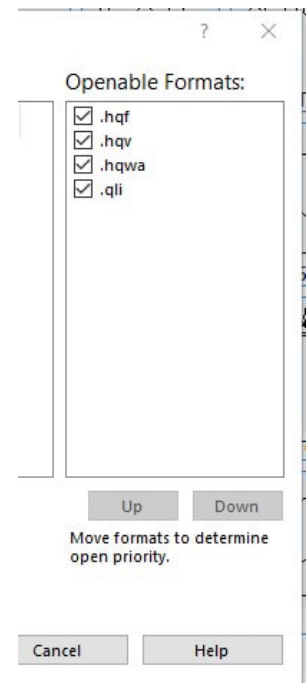 ?
Openable Formats:
.hqf
.hqv
.hqwa
.qli
Up Down
Move formats to determine
open priority.
Cancel Help